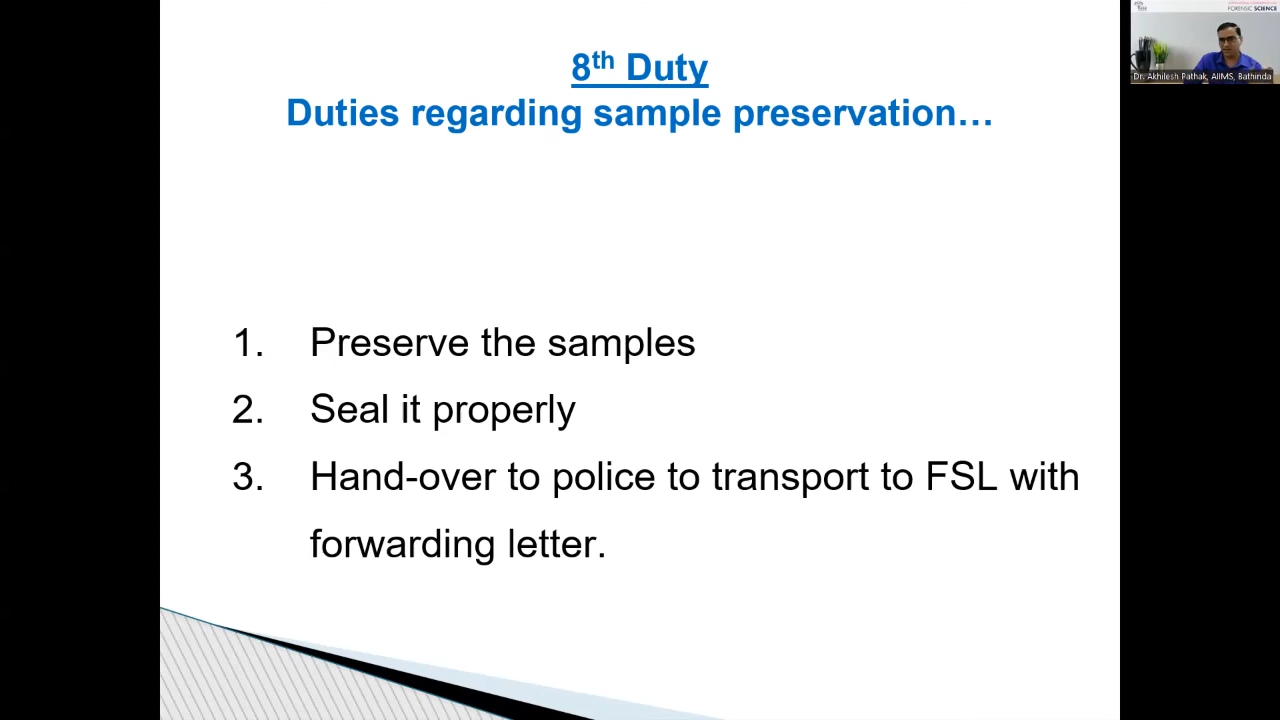 8th Duty
Duties regarding sample preservation…
1. Preserve the samples
2. Seal it properly
3. Hand-over to police to transport to FSL with
forwarding letter.
FORENSIC SCIENCE
Dr. Akhilesh Pathak, AIIMS, Bathinda